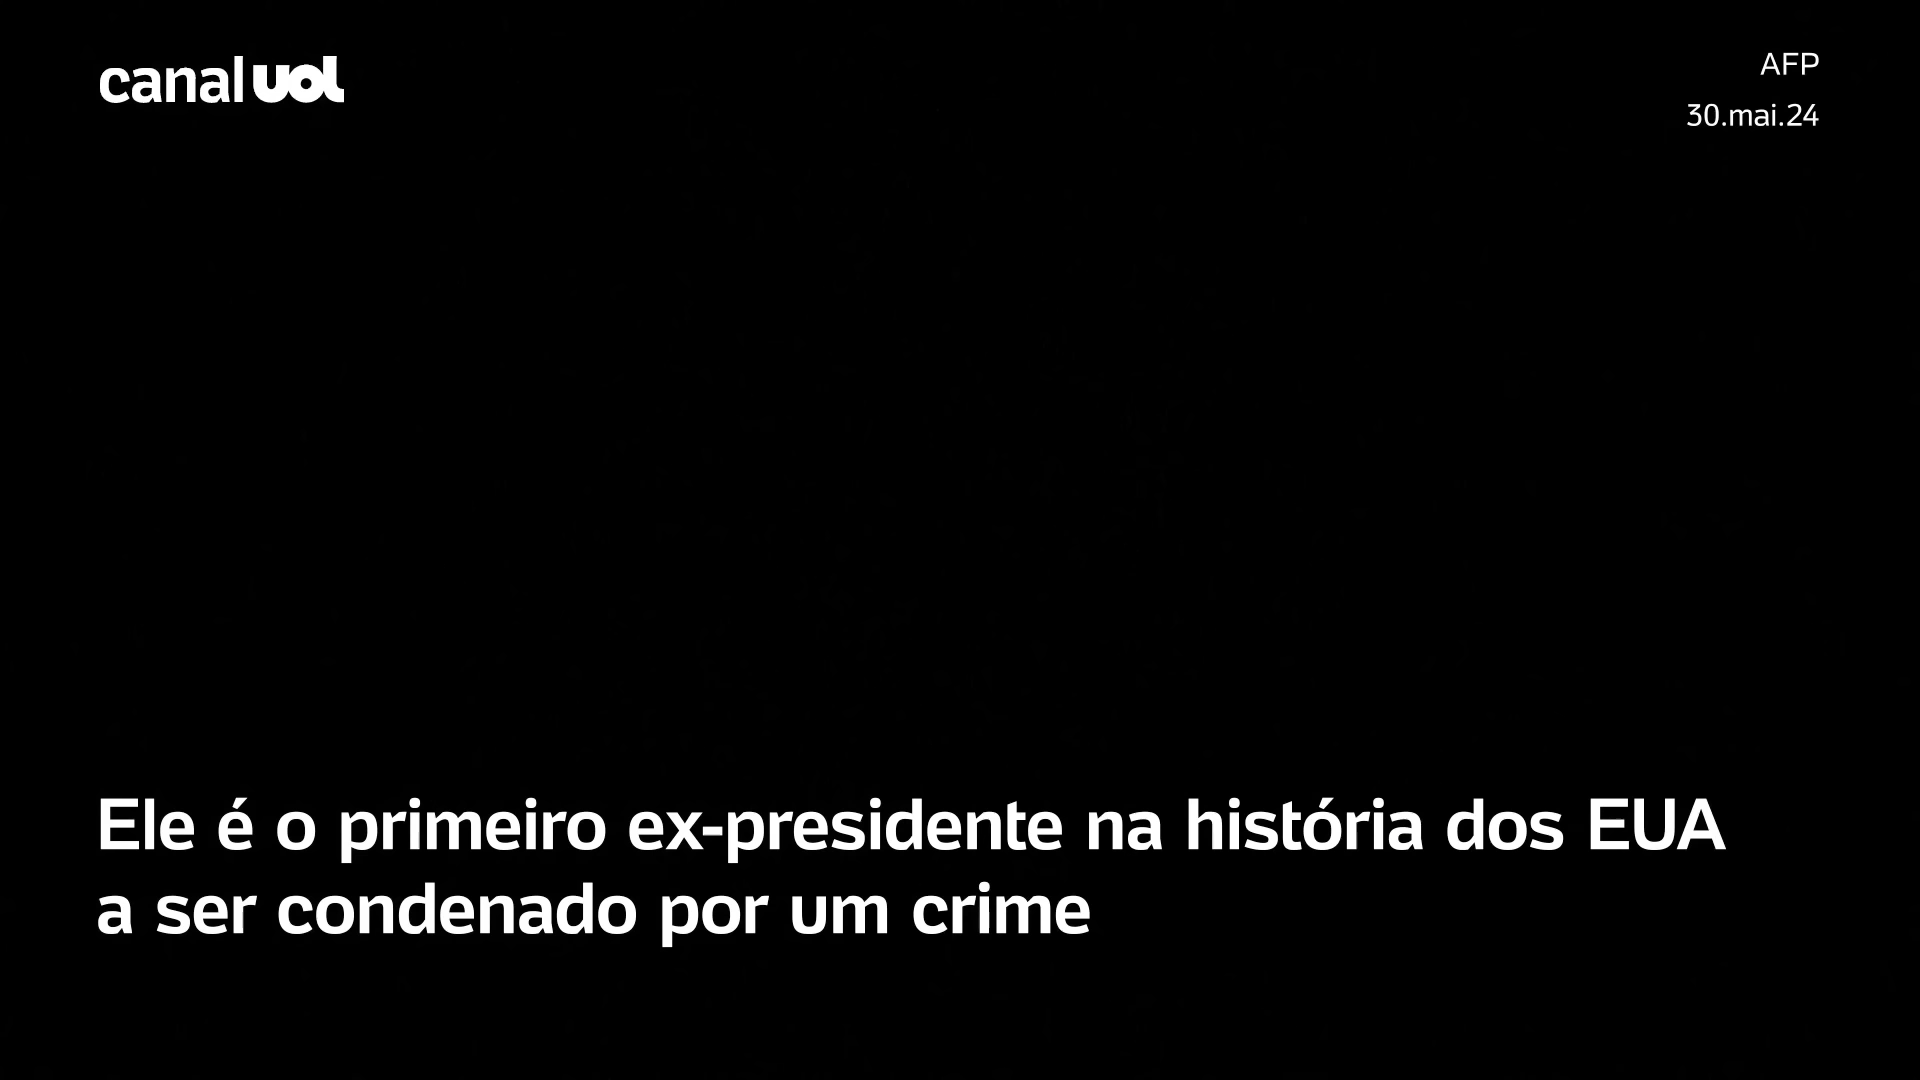 canal uol
AFP
30.mai.24
Ele é o primeiro ex-presidente na história dos EUA
a ser condenado por um crime